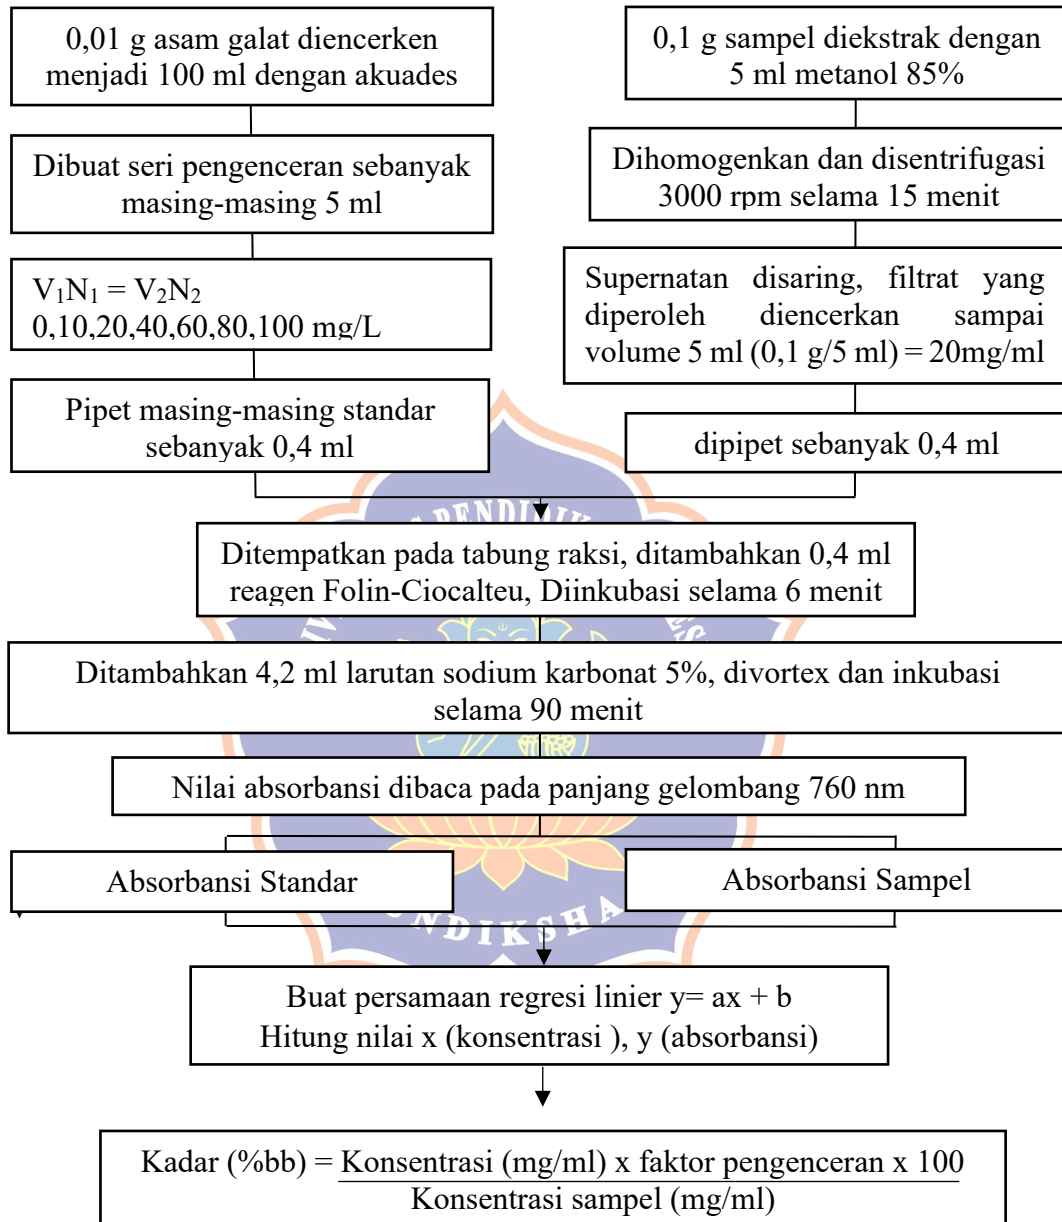 0,01 g asam galat diencerken
menjadi 100 ml dengan akuades
0,1 g sampel diekstrak dengan
5 ml metanol 85%
Dibuat seri pengenceran sebanyak
masing-masing 5 ml
Dihomogenkan dan disentrifugasi
3000 rpm selama 15 menit
V₁N₁ = V₂N₂
0,10,20,40,60,80,100 mg/L
Supernatan disaring, filtrat yang
diperoleh diencerkan sampai
volume 5 ml (0,1 g/5 ml) = 20mg/ml
Pipet masing-masing standar
sebanyak 0,4 ml
dipipet sebanyak 0,4 ml
PENDIDIK
Ditempatkan pada tabung raksi, ditambahkan 0,4 ml
reagen Folin-Ciocalteu, Diinkubasi selama 6 menit
Ditambahkan 4,2 ml larutan sodium karbonat 5%, divortex dan inkubasi
selama 90 menit
Nilai absorbansi dibaca pada panjang gelombang 760 nm
Absorbansi Standar
Absorbansi Sampel
UNDIKSHA
Buat persamaan regresi linier y= ax + b
Hitung nilai x (konsentrasi ), y (absorbansi)
Kadar (%bb) = Konsentrasi (mg/ml) x faktor pengenceran x 100
Konsentrasi sampel (mg/ml)